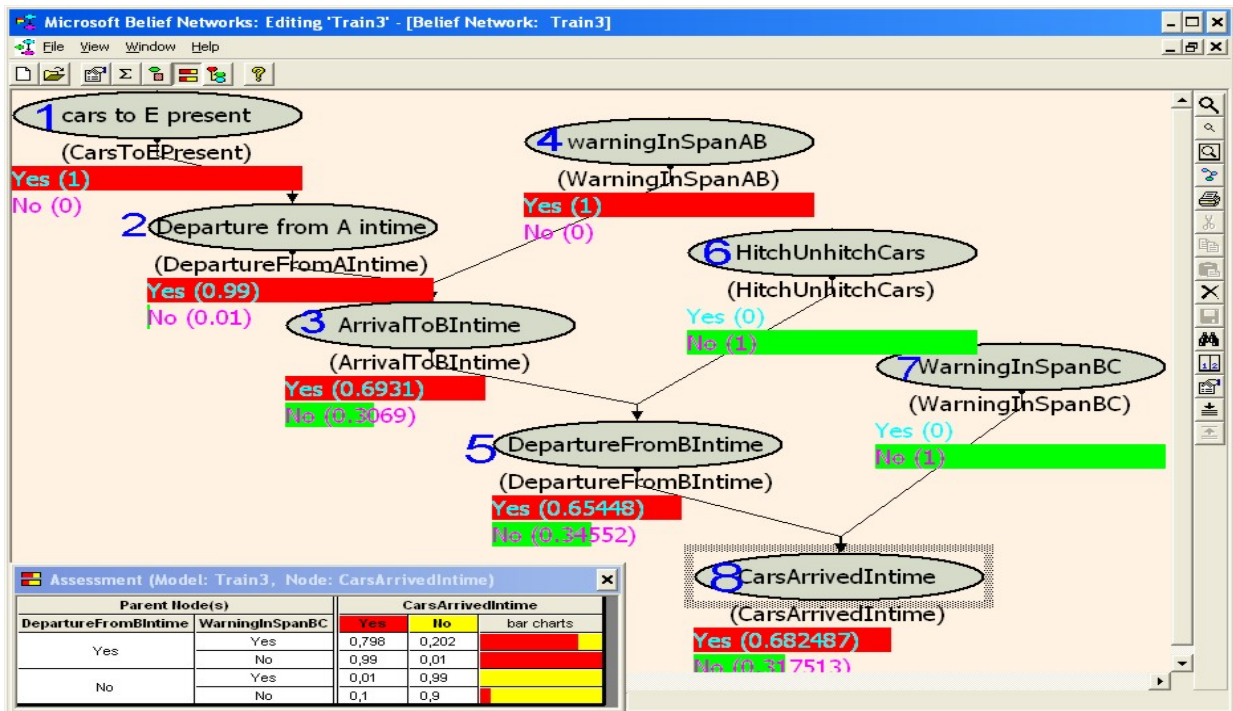 Microsoft Belief Networks: Editing 'Train3' - [Belief Network: Train3]
File View Window Help
1 cars to E present
(CarsToEPresent)
Yes (1)
No (0)
4 warningInSpanAB
(WarningInSpanAB)
Yes (1)
No (0)
2 Departure from A intime
(DepartureFromAIntime)
Yes (0.99)
No (0.01)
6 HitchUnhitchCars
(HitchUnhitchCars)
Yes (0)
No (1)
3 ArrivalToBIntime
(ArrivalToBIntime)
Yes (0.6931)
No (0.3069)
7 WarningInSpanBC
(WarningInSpanBC)
Yes (0)
No (1)
5 DepartureFromBIntime
(DepartureFromBIntime)
Yes (0.65448)
No (0.34552)
8 CarsArrivedIntime
(CarsArrivedIntime)
Yes (0.682487)
No (0.317513)
Assessment (Model: Train3, Node: CarsArrivedIntime)
Parent Node(s) CarsArrivedIntime
DepartureFromBIntime WarningInSpanBC Yes No bar charts
Yes Yes 0,798 0,202
No 0,99 0,01
No Yes 0,01 0,99
No 0,1 0,9